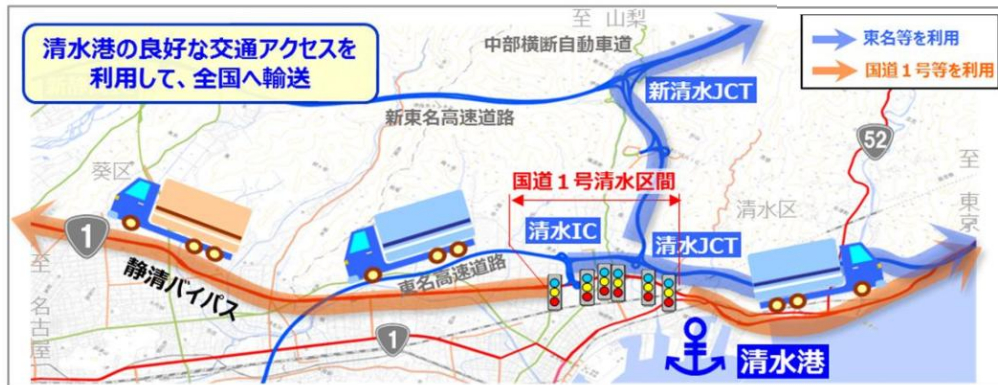 清水港の良好な交通アクセスを
利用して、全国へ輸送
至 山梨
中部横断自動車道
東名等を利用
国道１号等を利用
新清水JCT
新東名高速道路
52
葵区
国道１号清水区間
至 東京
清水区
1
清水IC
清水JCT
至 名古屋
静清バイパス
東名高速道路
1
清水港